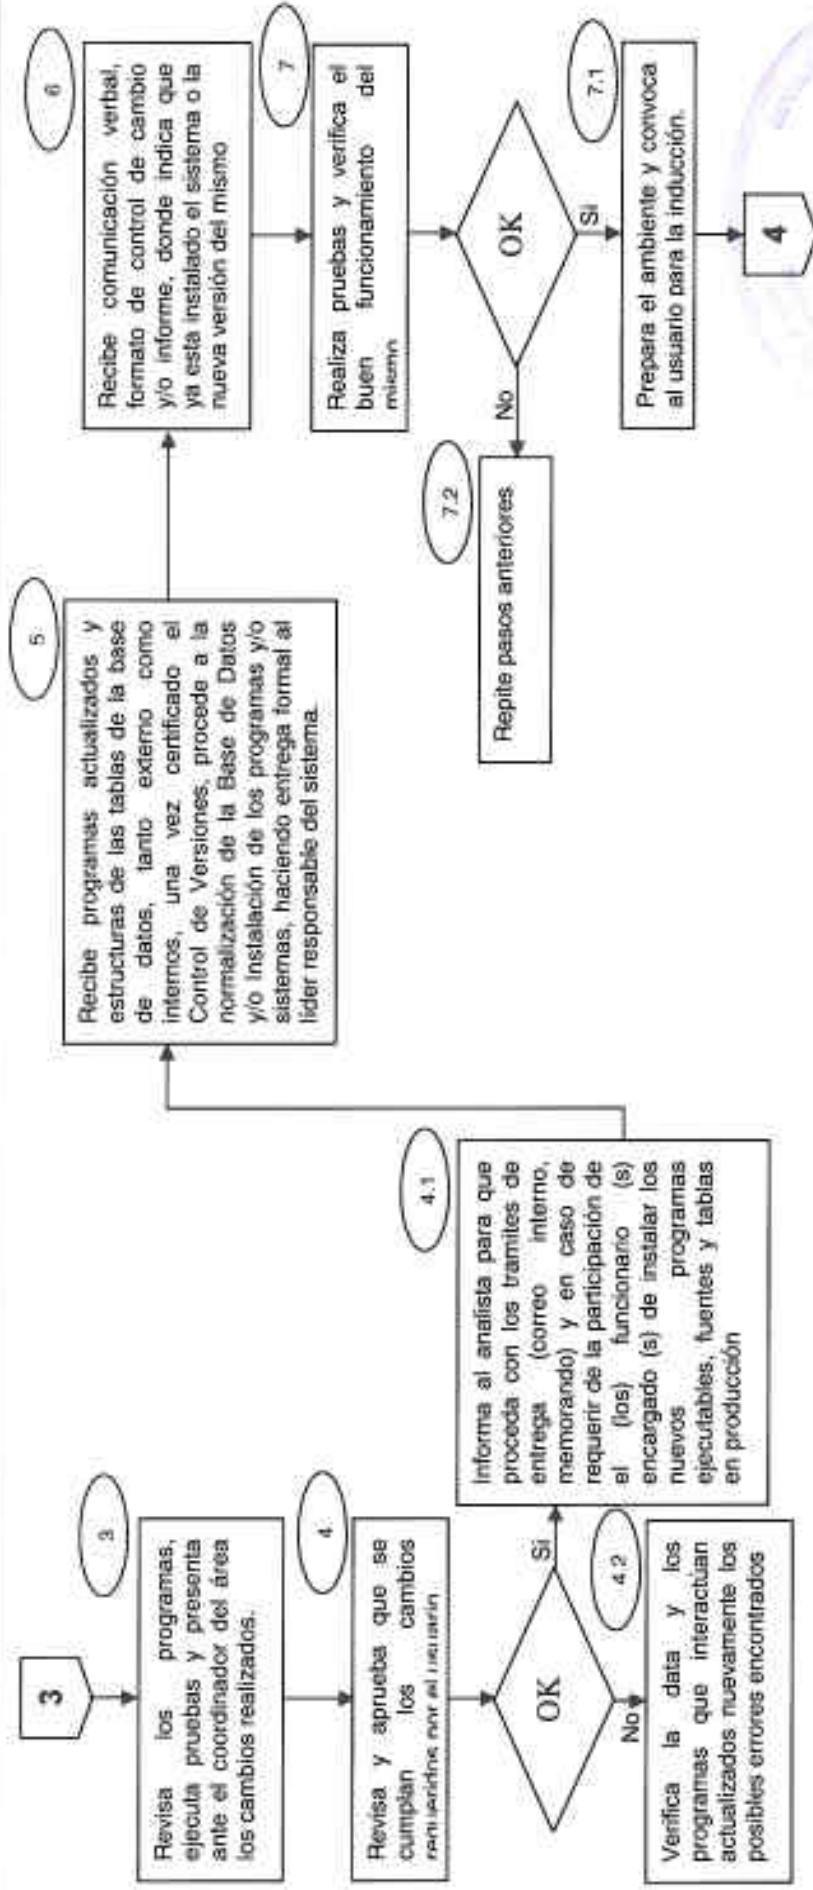 3
3
Revisa los programas,
ejecuta pruebas y presenta
ante el coordinador del área
los cambios realizados.
4
Revisa y aprueba que se
cumplan los cambios
requeridos por el usuario
OK
Si
No
4.1
Informa al analista para que
proceda con los tramites de
entrega (correo interno,
memorando) y en caso de
requerir de la participación de
el (los) funcionario (s)
encargado (s) de instalar los
nuevos programas
ejecutables, fuentes y tablas
en producción
4.2
Verifica la data y los
programas que interactúan
actualizados nuevamente los
posibles errores encontrados
5
Recibe programas actualizados y
estructuras de las tablas de la base
de datos, tanto externo como
internos, una vez certificado el
Control de Versiones, procede a la
normalización de la Base de Datos
y/o Instalación de los programas y/o
sistemas, haciendo entrega formal al
líder responsable del sistema.
6
Recibe comunicación verbal,
formato de control de cambio
y/o informe, donde indica que
ya esta instalado el sistema o la
nueva versión del mismo
7
Realiza pruebas y verifica el
buen funcionamiento del
mismo
OK
No
Si
7.2
Repite pasos anteriores
7.1
Prepara el ambiente y convoca
al usuario para la inducción.
4